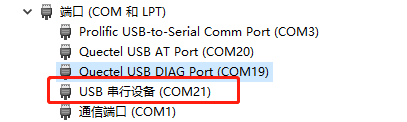 端口 (COM 和 LPT)
Prolific USB-to-Serial Comm Port (COM3)
Quectel USB AT Port (COM20)
Quectel USB DIAG Port (COM19)
USB 串行设备 (COM21)
通信端口 (COM1)